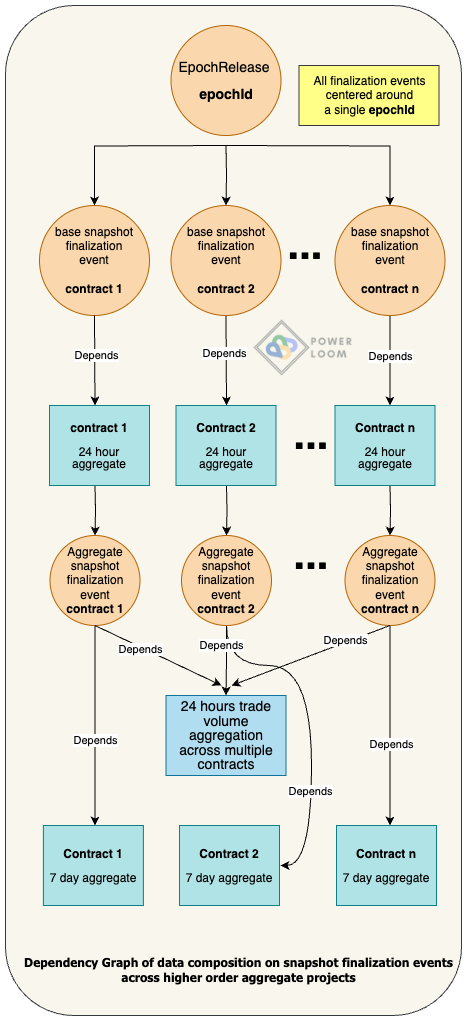 EpochRelease
epochId
All finalization events
centered around
a single epochId
base snapshot
finalization
event
contract 1
base snapshot
finalization
event
contract 2
base snapshot
finalization
event
contract n
POWER
LOOM
Depends
Depends
Depends
contract 1
24 hour
aggregate
Contract 2
24 hour
aggregate
Contract n
24 hour
aggregate
Aggregate
snapshot
finalization
event
contract 1
Aggregate
snapshot
finalization
event
contract 2
Aggregate
snapshot
finalization
event
contract n
Depends
Depends
Depends
24 hours trade
volume
aggregation
across multiple
contracts
Depends
Depends
Depends
Contract 1
7 day aggregate
Contract 2
7 day aggregate
Contract n
7 day aggregate
Dependency Graph of data composition on snapshot finalization events
across higher order aggregate projects